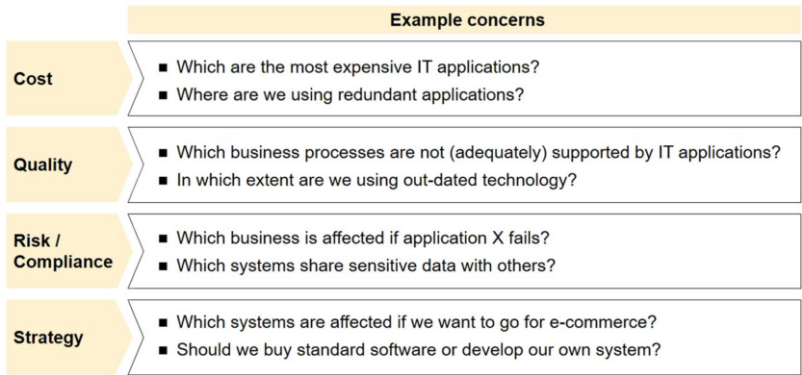 Example concerns
Cost
■ Which are the most expensive IT applications?
■ Where are we using redundant applications?
Quality
■ Which business processes are not (adequately) supported by IT applications?
■ In which extent are we using out-dated technology?
Risk /
Compliance
■ Which business is affected if application X fails?
■ Which systems share sensitive data with others?
Strategy
■ Which systems are affected if we want to go for e-commerce?
■ Should we buy standard software or develop our own system?